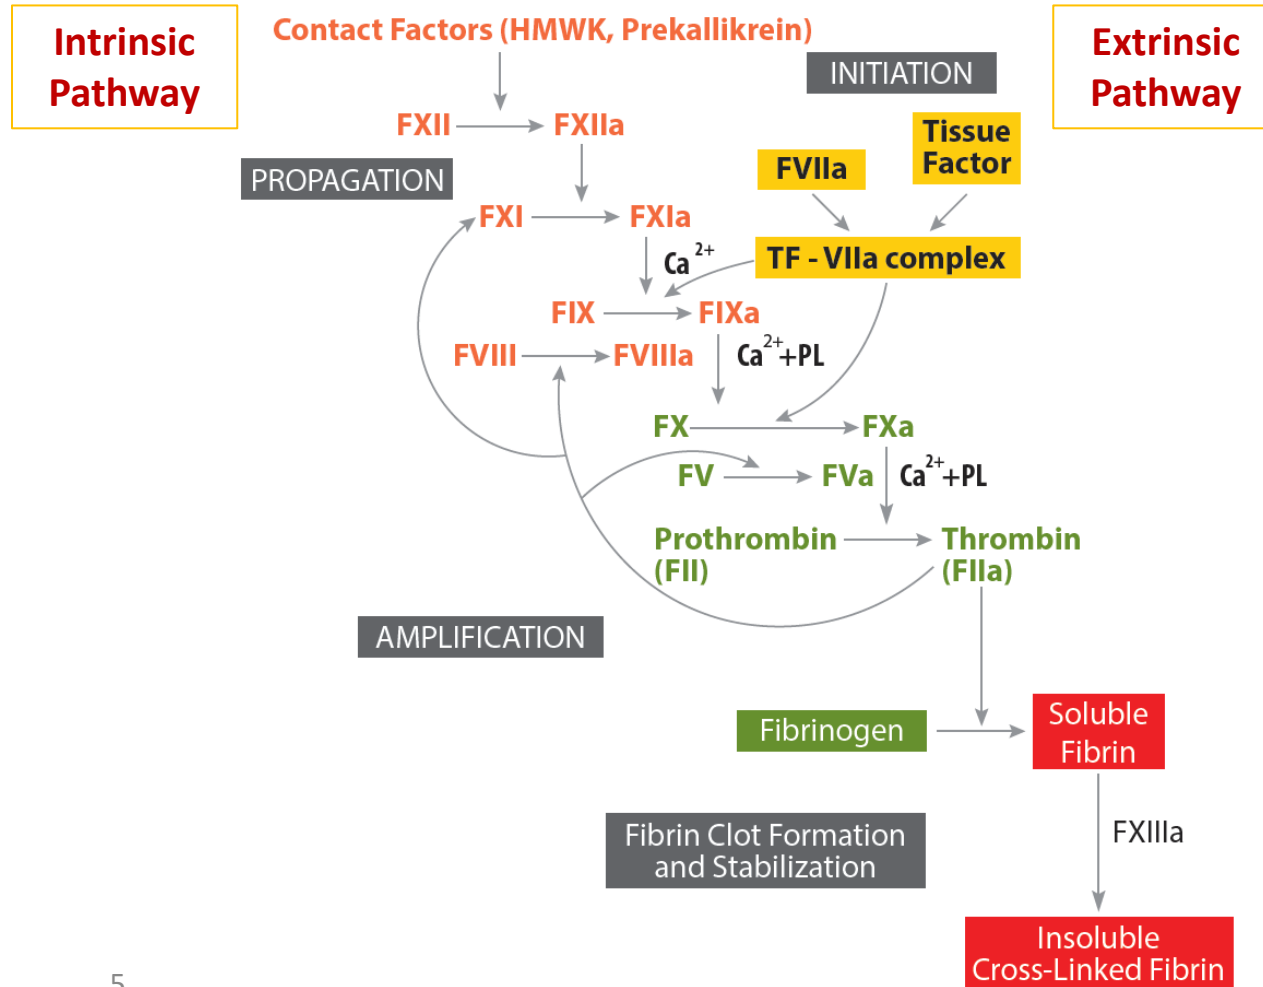 Intrinsic
Pathway
Contact Factors (HMWK, Prekallikrein)
Extrinsic
Pathway
INITIATION
FXII
FXIIa
Tissue
Factor
FVIIa
PROPAGATION
FXI
FXIa
Ca2+
TF - VIIa complex
FIX
FIXa
FVIII
FVIIIa
Ca2++PL
FX
FXa
FV
FVa
Ca2++PL
Prothrombin
(FII)
Thrombin
(FIIa)
AMPLIFICATION
Fibrinogen
Soluble
Fibrin
Fibrin Clot Formation
and Stabilization
FXIIIa
Insoluble
Cross-Linked Fibrin
5